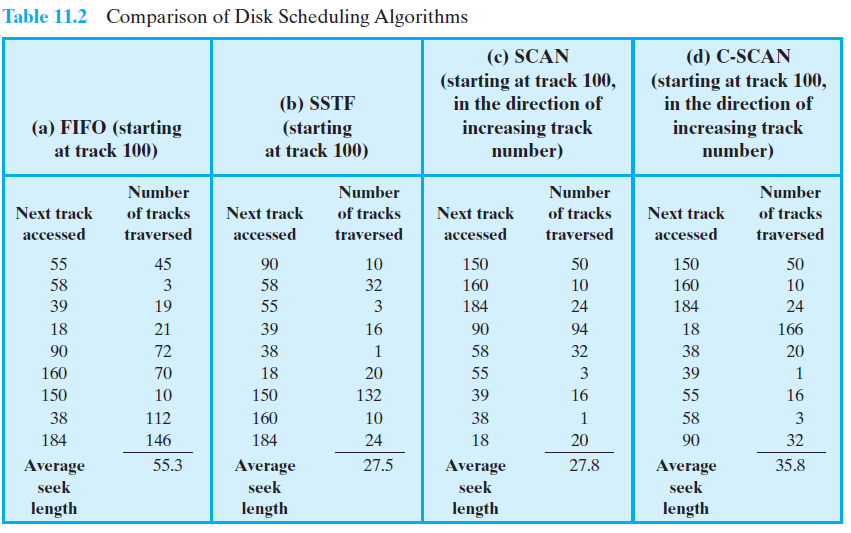 Table 11.2 Comparison of Disk Scheduling Algorithms
(a) FIFO (starting
at track 100)
(b) SSTF
(starting
at track 100)
(c) SCAN
(starting at track 100,
in the direction of
increasing track
number)
(d) C-SCAN
(starting at track 100,
in the direction of
increasing track
number)
Next track
accessed
Number
of tracks
traversed
Next track
accessed
Number
of tracks
traversed
Next track
accessed
Number
of tracks
traversed
Next track
accessed
Number
of tracks
traversed
55 45 90 10 150 50 150 50
58 3 58 32 160 10 160 10
39 19 55 3 184 24 184 24
18 21 39 16 90 94 18 166
90 72 38 1 58 32 38 20
160 70 18 20 55 3 39 1
150 10 150 132 39 16 55 16
38 112 160 10 38 1 58 3
184 146 184 24 18 20 90 32
Average 55.3 Average 27.5 Average 27.8 Average 35.8
seek seek seek seek
length length length length